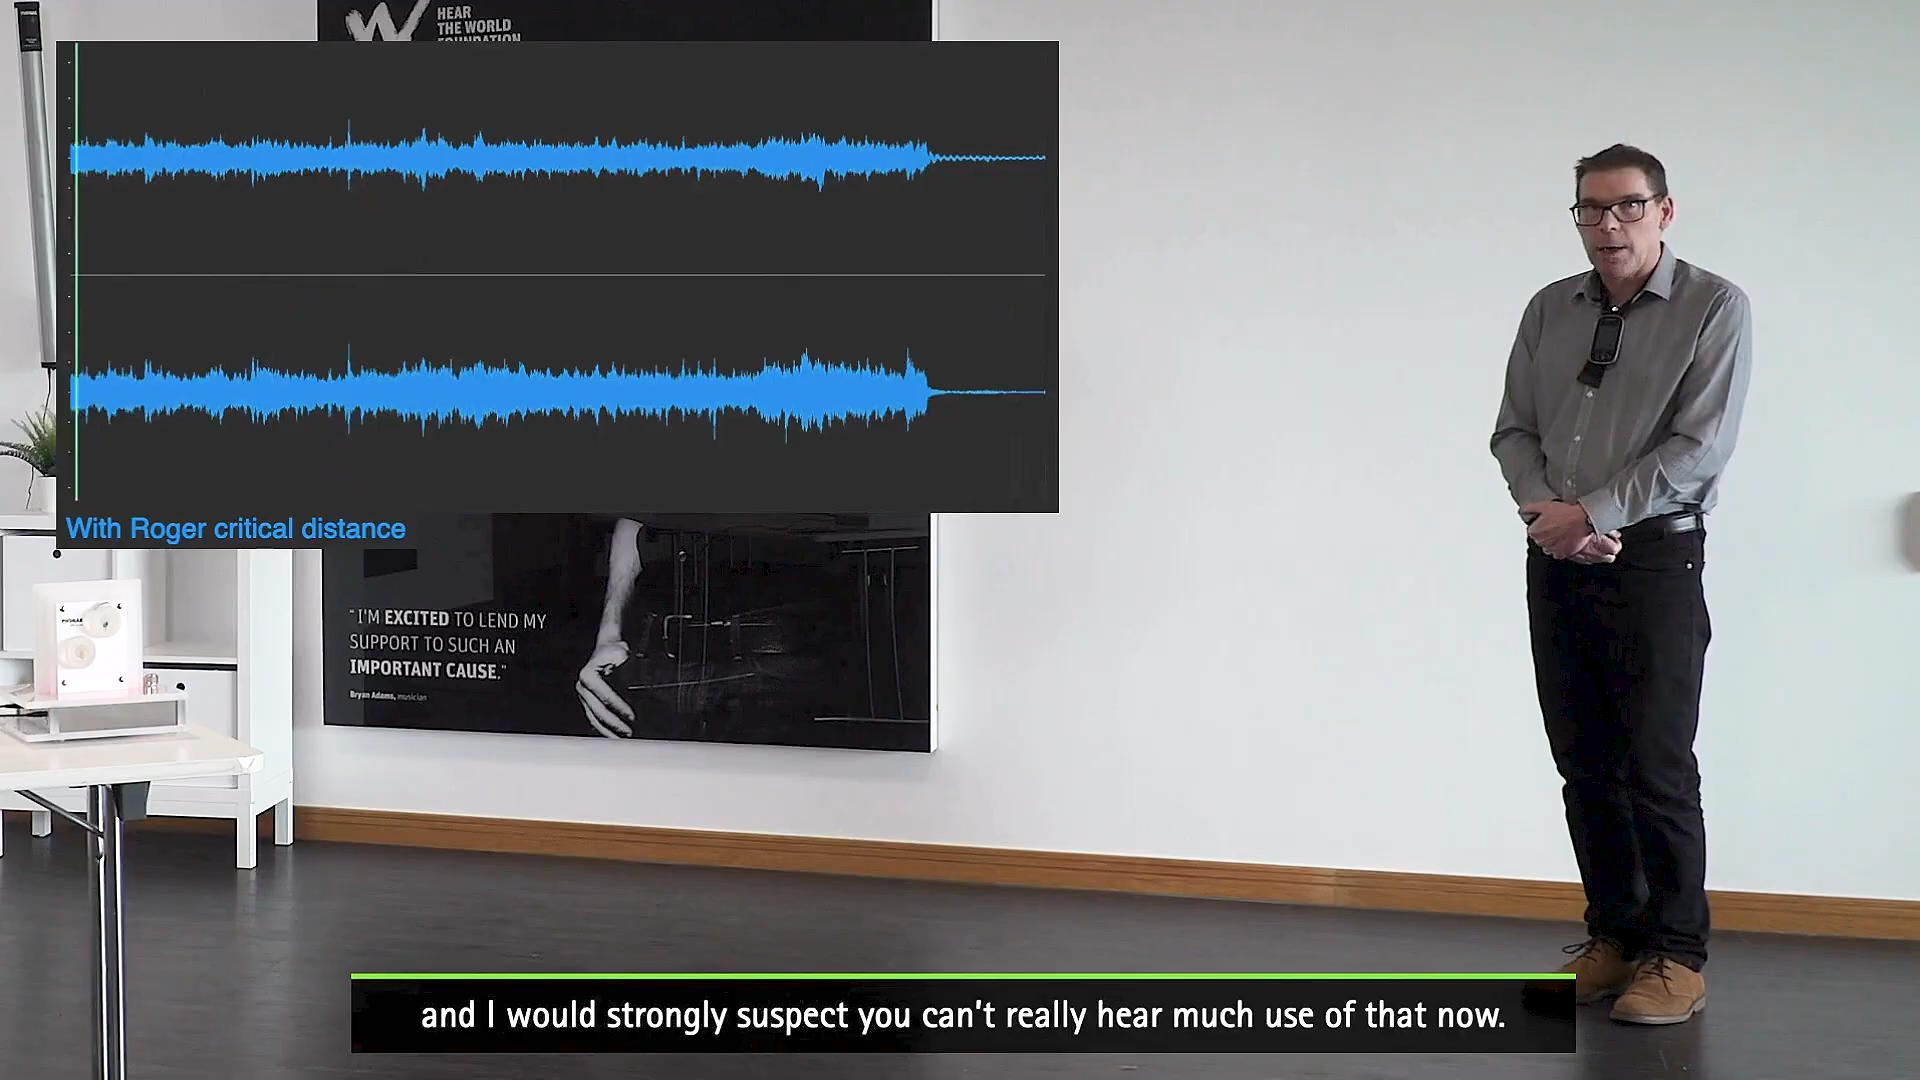 HEAR
THE WORLD
FOUNDATION
With Roger critical distance
"I'M EXCITED TO LEND MY
SUPPORT TO SUCH AN
IMPORTANT CAUSE."
Bryan Adams, musician
and I would strongly suspect you can't really hear much use of that now.